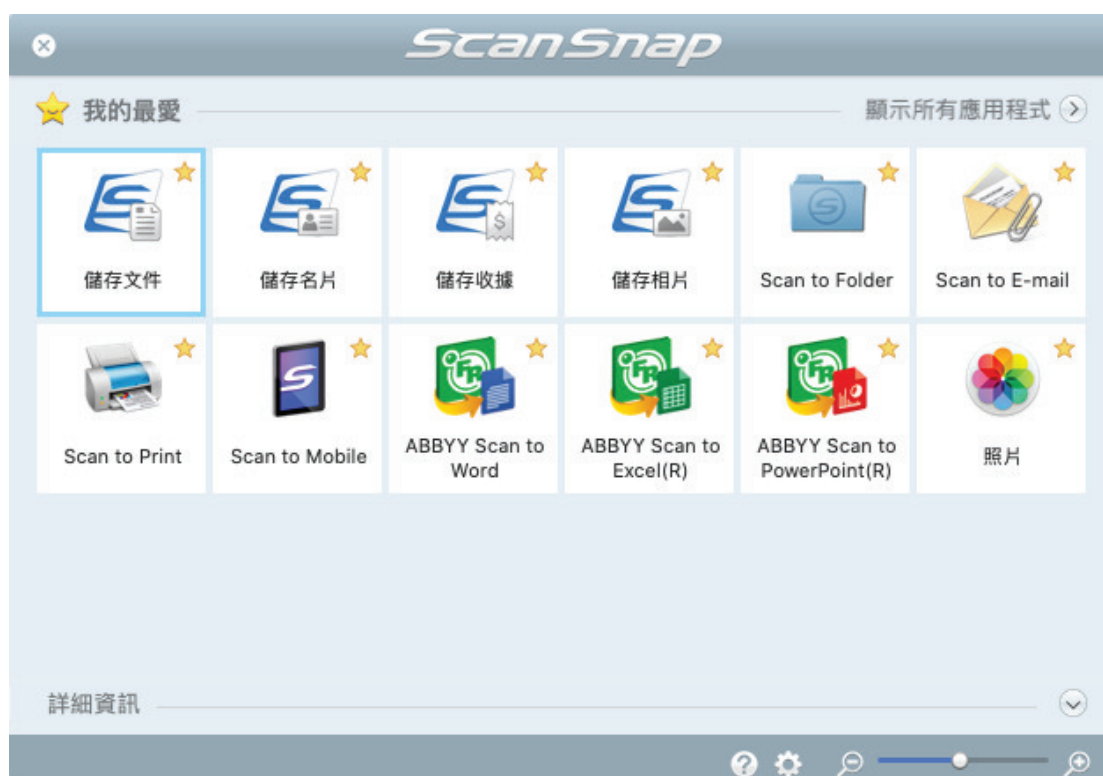 ScanSnap
我的最愛
顯示所有應用程式
儲存文件
儲存名片
儲存收據
儲存相片
Scan to Folder
Scan to E-mail
Scan to Print
Scan to Mobile
ABBYY Scan to
Word
ABBYY Scan to
Excel(R)
ABBYY Scan to
PowerPoint(R)
照片
詳細資訊